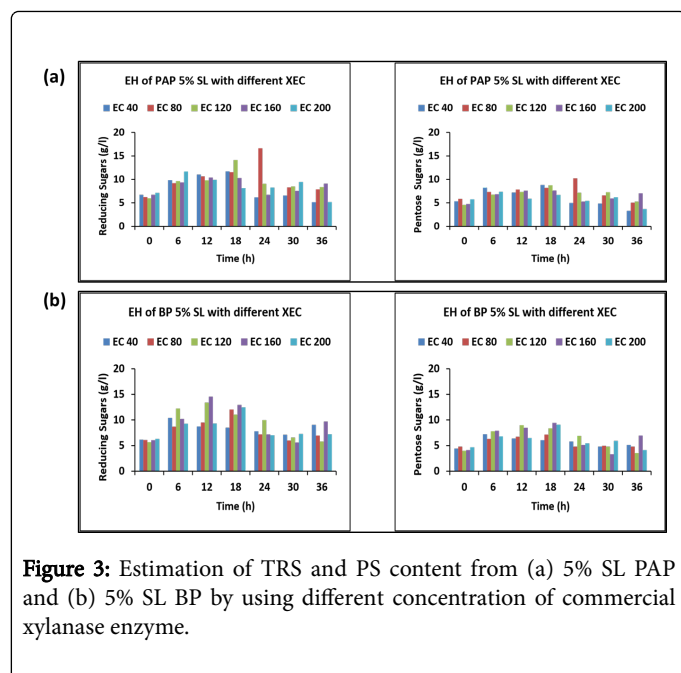 (a)
EH of PAP 5% SL with different XEC
EC 40 EC 80 EC 120 EC 160 EC 200
Reducing Sugars (g/l)
20
15
10
5
0
0 6 12 18 24 30 36
Time (h)
EH of PAP 5% SL with different XEC
EC 40 EC 80 EC 120 EC 160 EC 200
Pentose Sugars (g/l)
20
15
10
5
0
0 6 12 18 24 30 36
Time (h)
(b)
EH of BP 5% SL with different XEC
EC 40 EC 80 EC 120 EC 160 EC 200
Reducing Sugars (g/l)
20
15
10
5
0
0 6 12 18 24 30 36
Time (h)
EH of BP 5% SL with different XEC
EC 40 EC 80 EC 120 EC 160 EC 200
Pentose Sugars (g/l)
20
15
10
5
0
0 6 12 18 24 30 36
Time (h)
Figure 3: Estimation of TRS and PS content from (a) 5% SL PAP
and (b) 5% SL BP by using different concentration of commercial
xylanase enzyme.